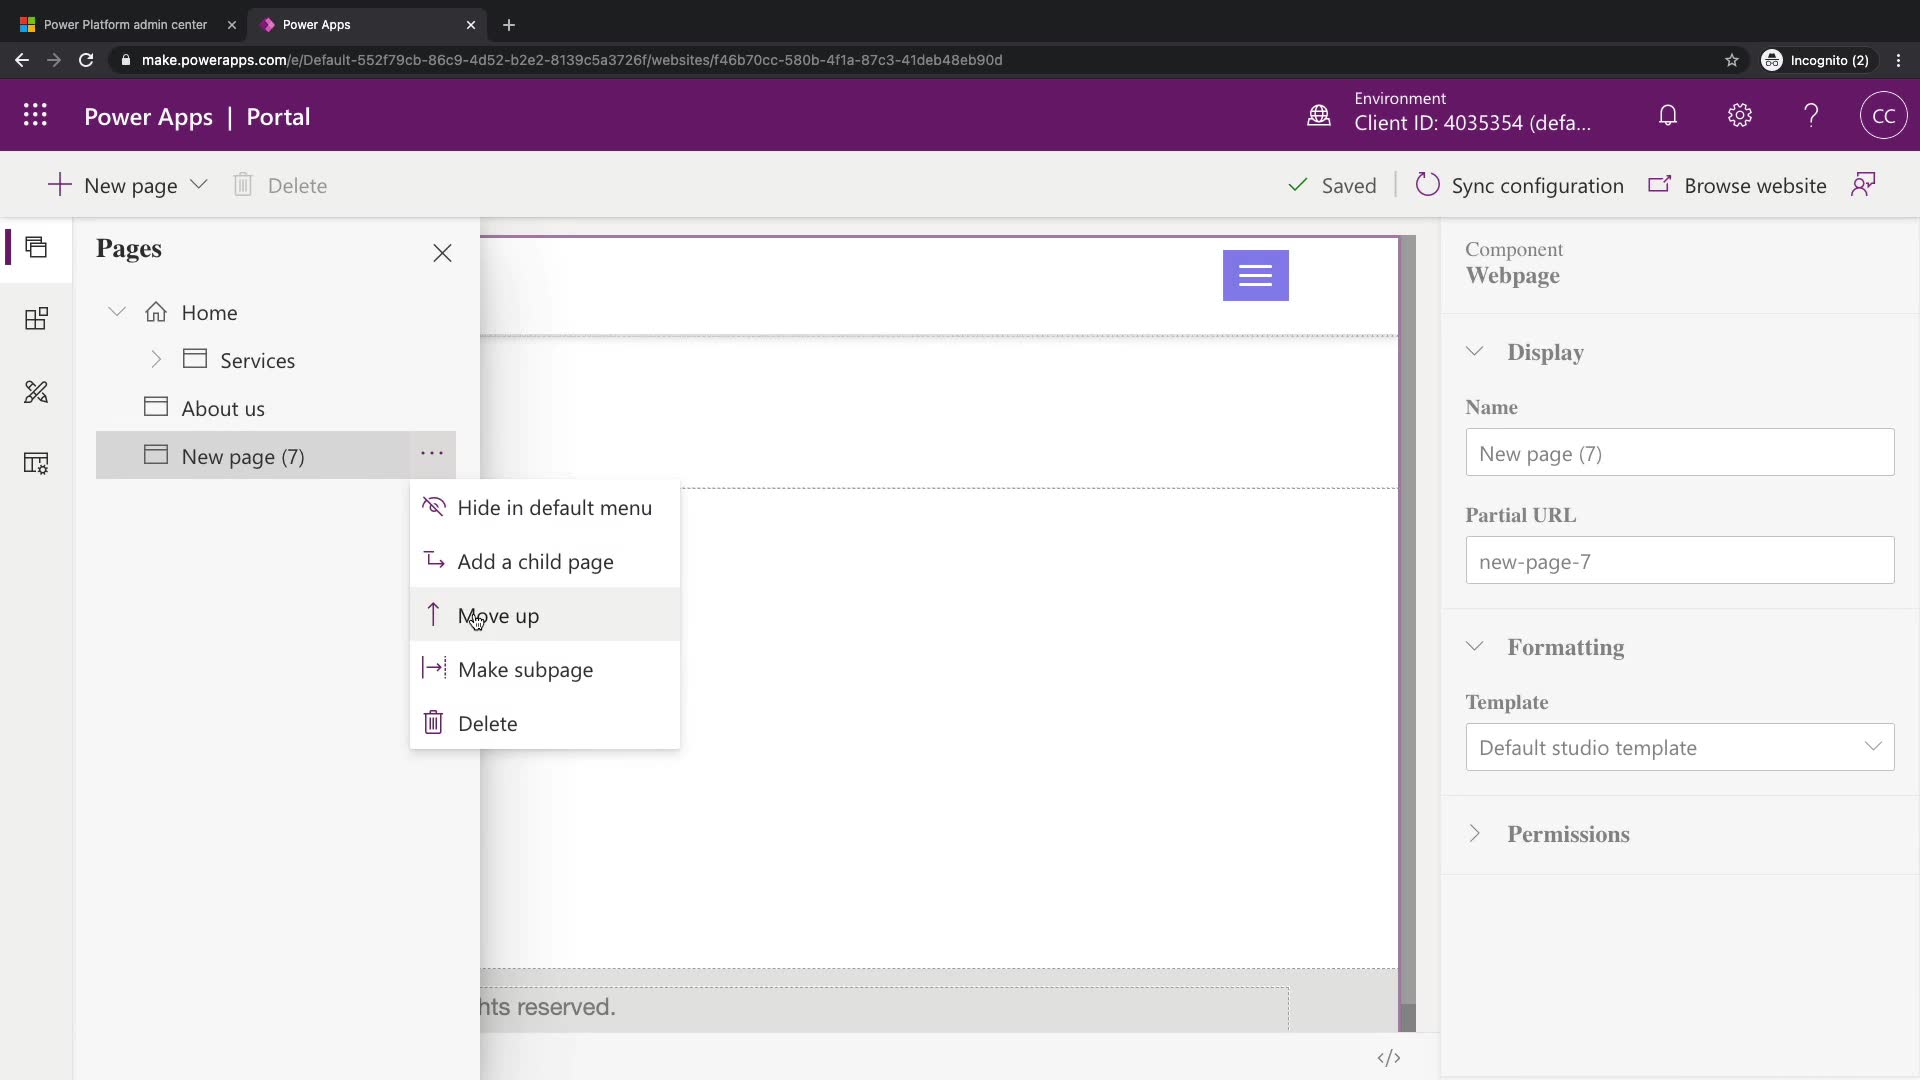 Power Platform admin center
Power Apps
make.powerapps.com/e/Default-552f79cb-86c9-4d52-b2e2-8139c5a3726f/websites/f46b70cc-580b-4f1a-87c3-41deb48eb90d
Incognito (2)
Power Apps | Portal
Environment
Client ID: 4035354 (defa...
CC
New page
Delete
Saved
Sync configuration
Browse website
Pages
Home
Services
About us
New page (7)
Hide in default menu
Add a child page
Move up
Make subpage
Delete
hts reserved.
Component
Webpage
Display
Name
New page (7)
Partial URL
new-page-7
Formatting
Template
Default studio template
Permissions